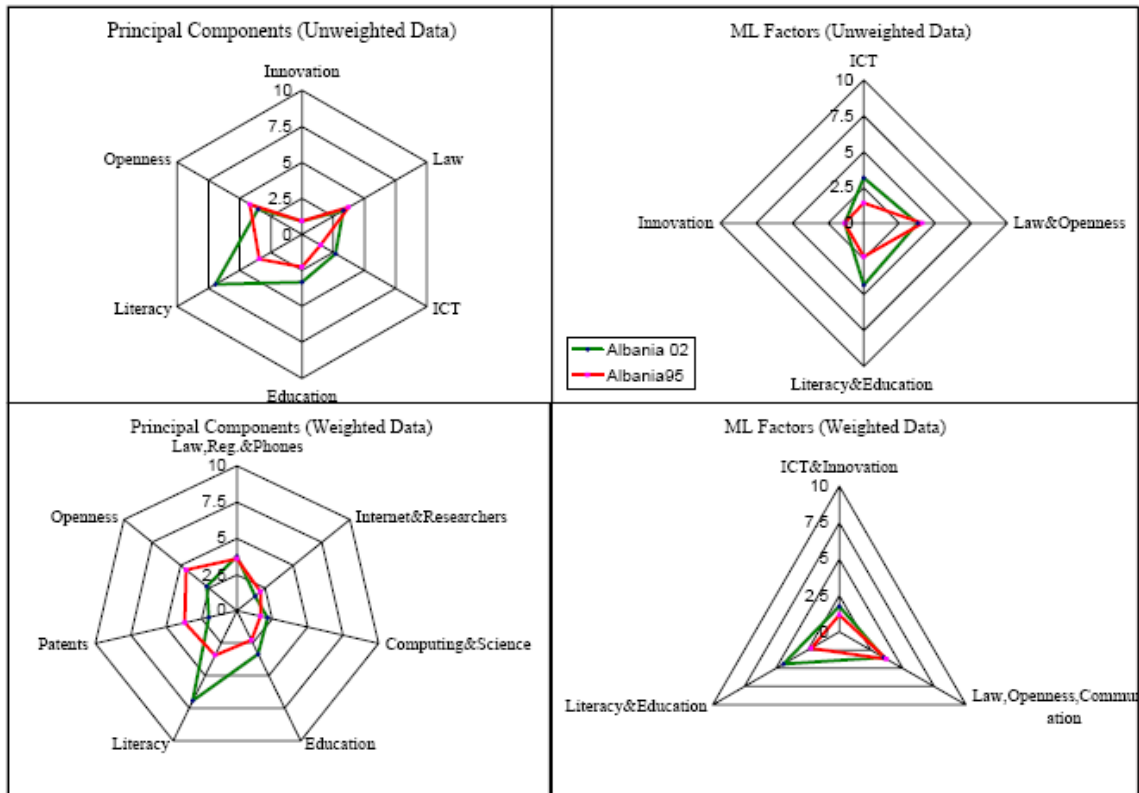 Principal Components (Unweighted Data)
Innovation
10
7.5
5
2.5
0
Openness
Law
Literacy
ICT
Education
ML Factors (Unweighted Data)
ICT
10
7.5
5
2.5
0
Innovation
Law&Openness
Literacy&Education
Albania 02
Albania95
Principal Components (Weighted Data)
Law,Reg.&Phones
10
7.5
5
2.5
0
Openness
Internet&Researchers
Patents
Computing&Science
Literacy
Education
ML Factors (Weighted Data)
ICT&Innovation
10
7.5
5
2.5
0
Literacy&Education
Law,Openness,Commun
ation